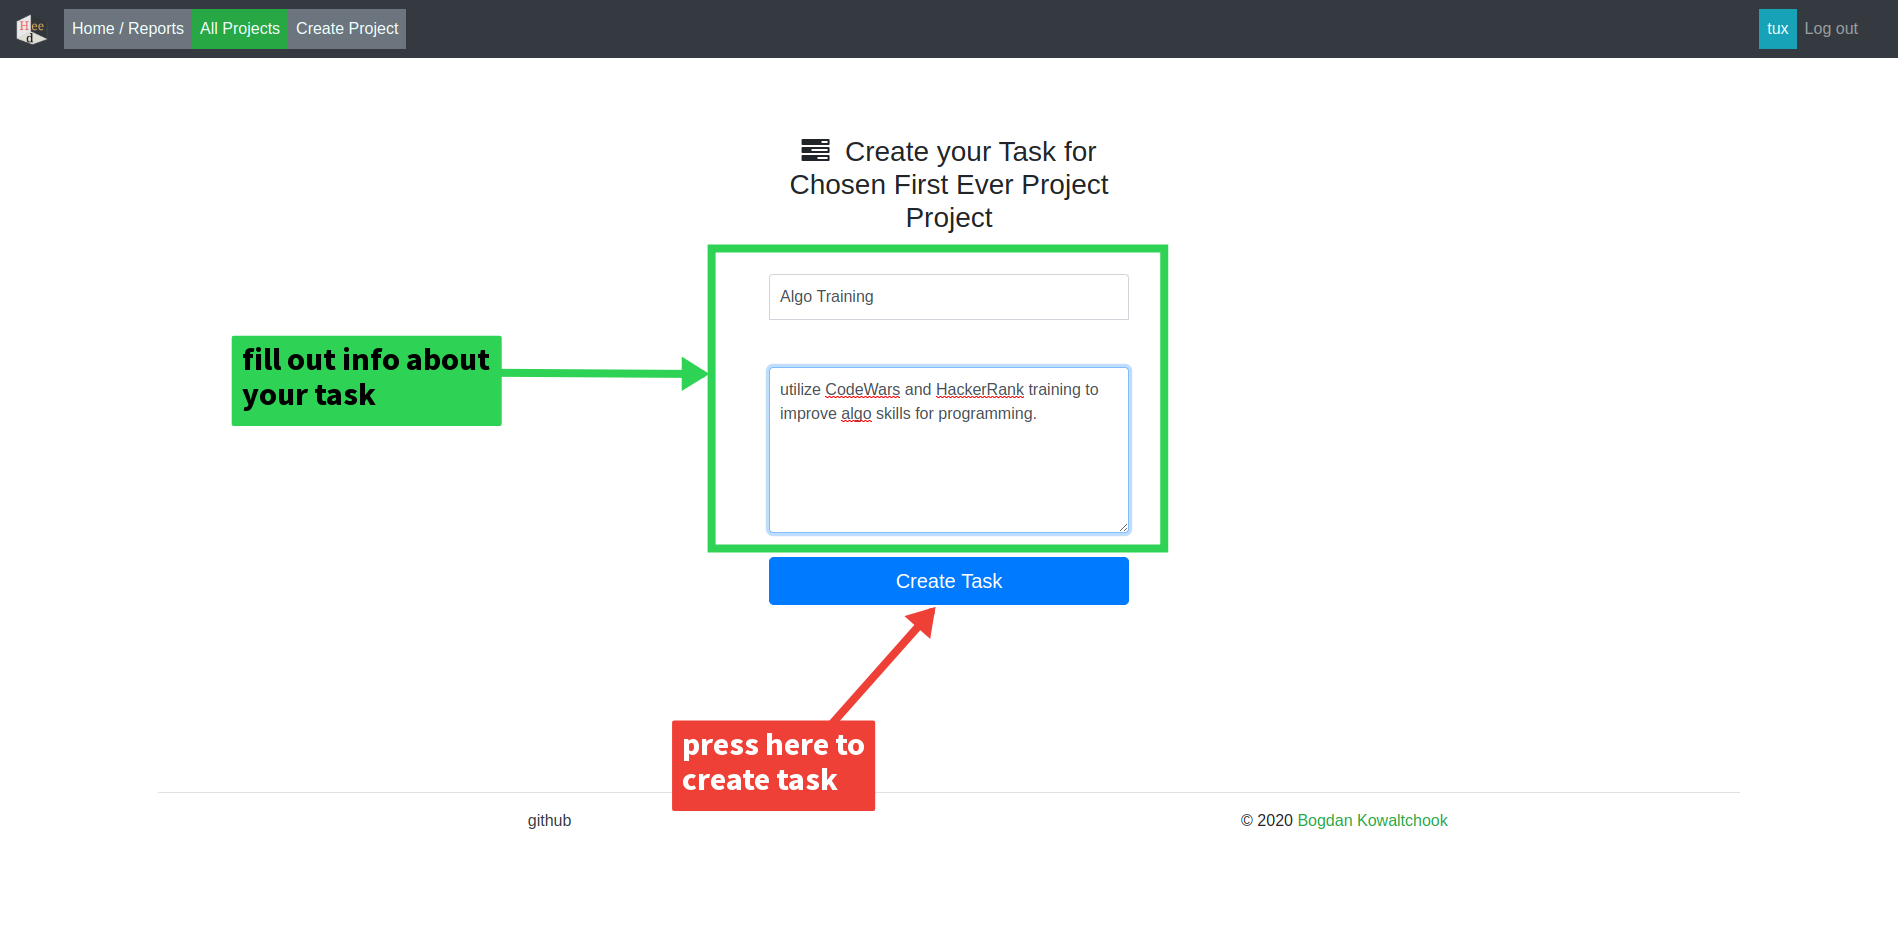 Heed
Home / Reports All Projects Create Project tux Log out
Create your Task for
Chosen First Ever Project
Project
Algo Training
fill out info about
your task
utilize CodeWars and HackerRank training to
improve algo skills for programming.
Create Task
press here to
create task
github © 2020 Bogdan Kowaltchook